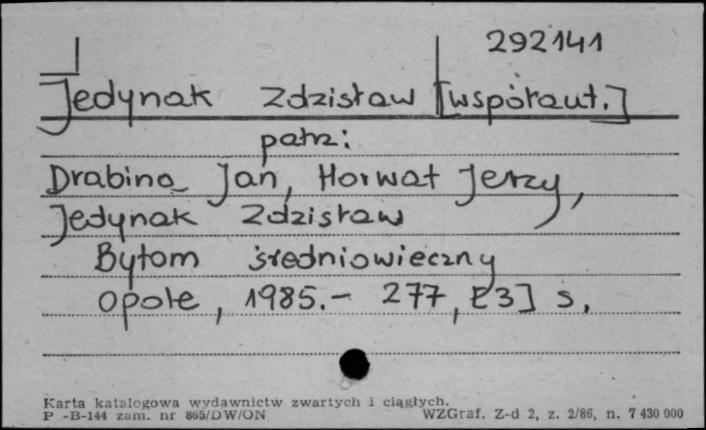 292141
Jedynak Zdzisław [współaut.]
patrz:
Drabina Jan, Horwat Jerzy,
Jedynak Zdzisław
Bytom średniowieczny
Opole, 1985.- 277, [3] s.
Karta katalogowa wydawnictw zwartych i ciągłych.
P -B-144 zam. nr 865/DW/ON WZGraf. Z-d 2, z. 2/86, n. 7 430 000